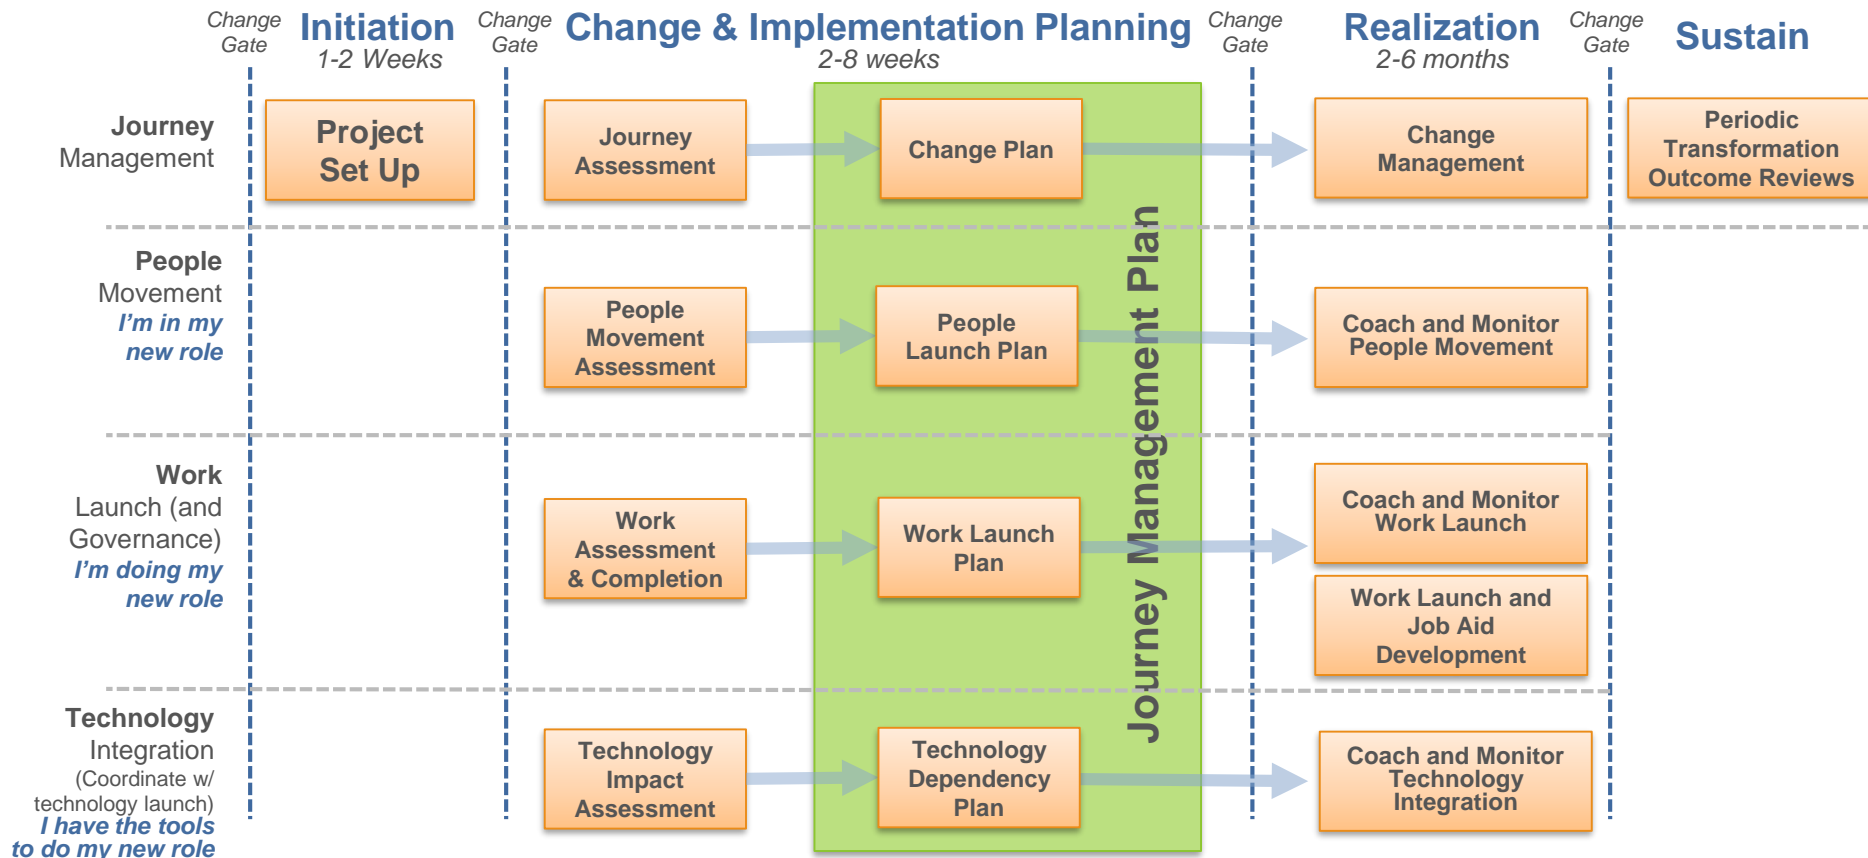 Change
Gate
Initiation
1-2 Weeks
Change
Gate
Change & Implementation Planning
2-8 weeks
Change
Gate
Realization
2-6 months
Change
Gate
Sustain
Journey
Management
Project
Set Up
Journey
Assessment
Change Plan
Change
Management
Periodic
Transformation
Outcome Reviews
Journey Management Plan
People
Movement
I'm in my
new role
People
Movement
Assessment
People
Launch Plan
Coach and Monitor
People Movement
Work
Launch (and
Governance)
I'm doing my
new role
Work
Assessment
& Completion
Work Launch
Plan
Coach and Monitor
Work Launch
Work Launch and
Job Aid
Development
Technology
Integration
(Coordinate w/
technology launch)
I have the tools
to do my new role
Technology
Impact
Assessment
Technology
Dependency
Plan
Coach and Monitor
Technology
Integration